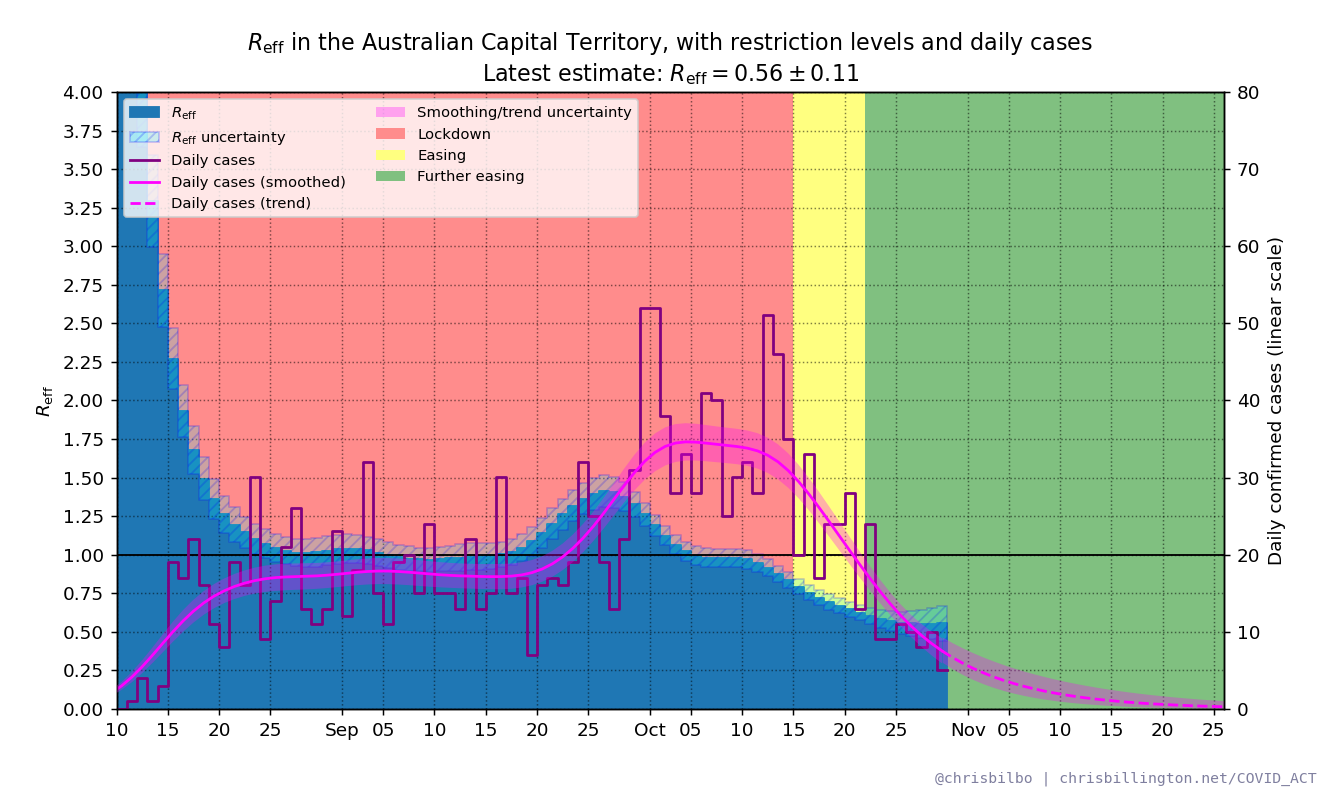 Reff in the Australian Capital Territory, with restriction levels and daily cases
Latest estimate: Reff = 0.56 ± 0.11
Reff
Reff uncertainty
Daily cases
Daily cases (smoothed)
Daily cases (trend)
Smoothing/trend uncertainty
Lockdown
Easing
Further easing
4.00
3.75
3.50
3.25
3.00
2.75
2.50
2.25
2.00
1.75
1.50
1.25
1.00
0.75
0.50
0.25
0.00
Reff
80
70
60
50
40
30
20
10
0
Daily confirmed cases (linear scale)
10 15 20 25 Sep 05 10 15 20 25 Oct 05 10 15 20 25 Nov 05 10 15 20 25
@chrisbilbo | chrisbillington.net/COVID_ACT